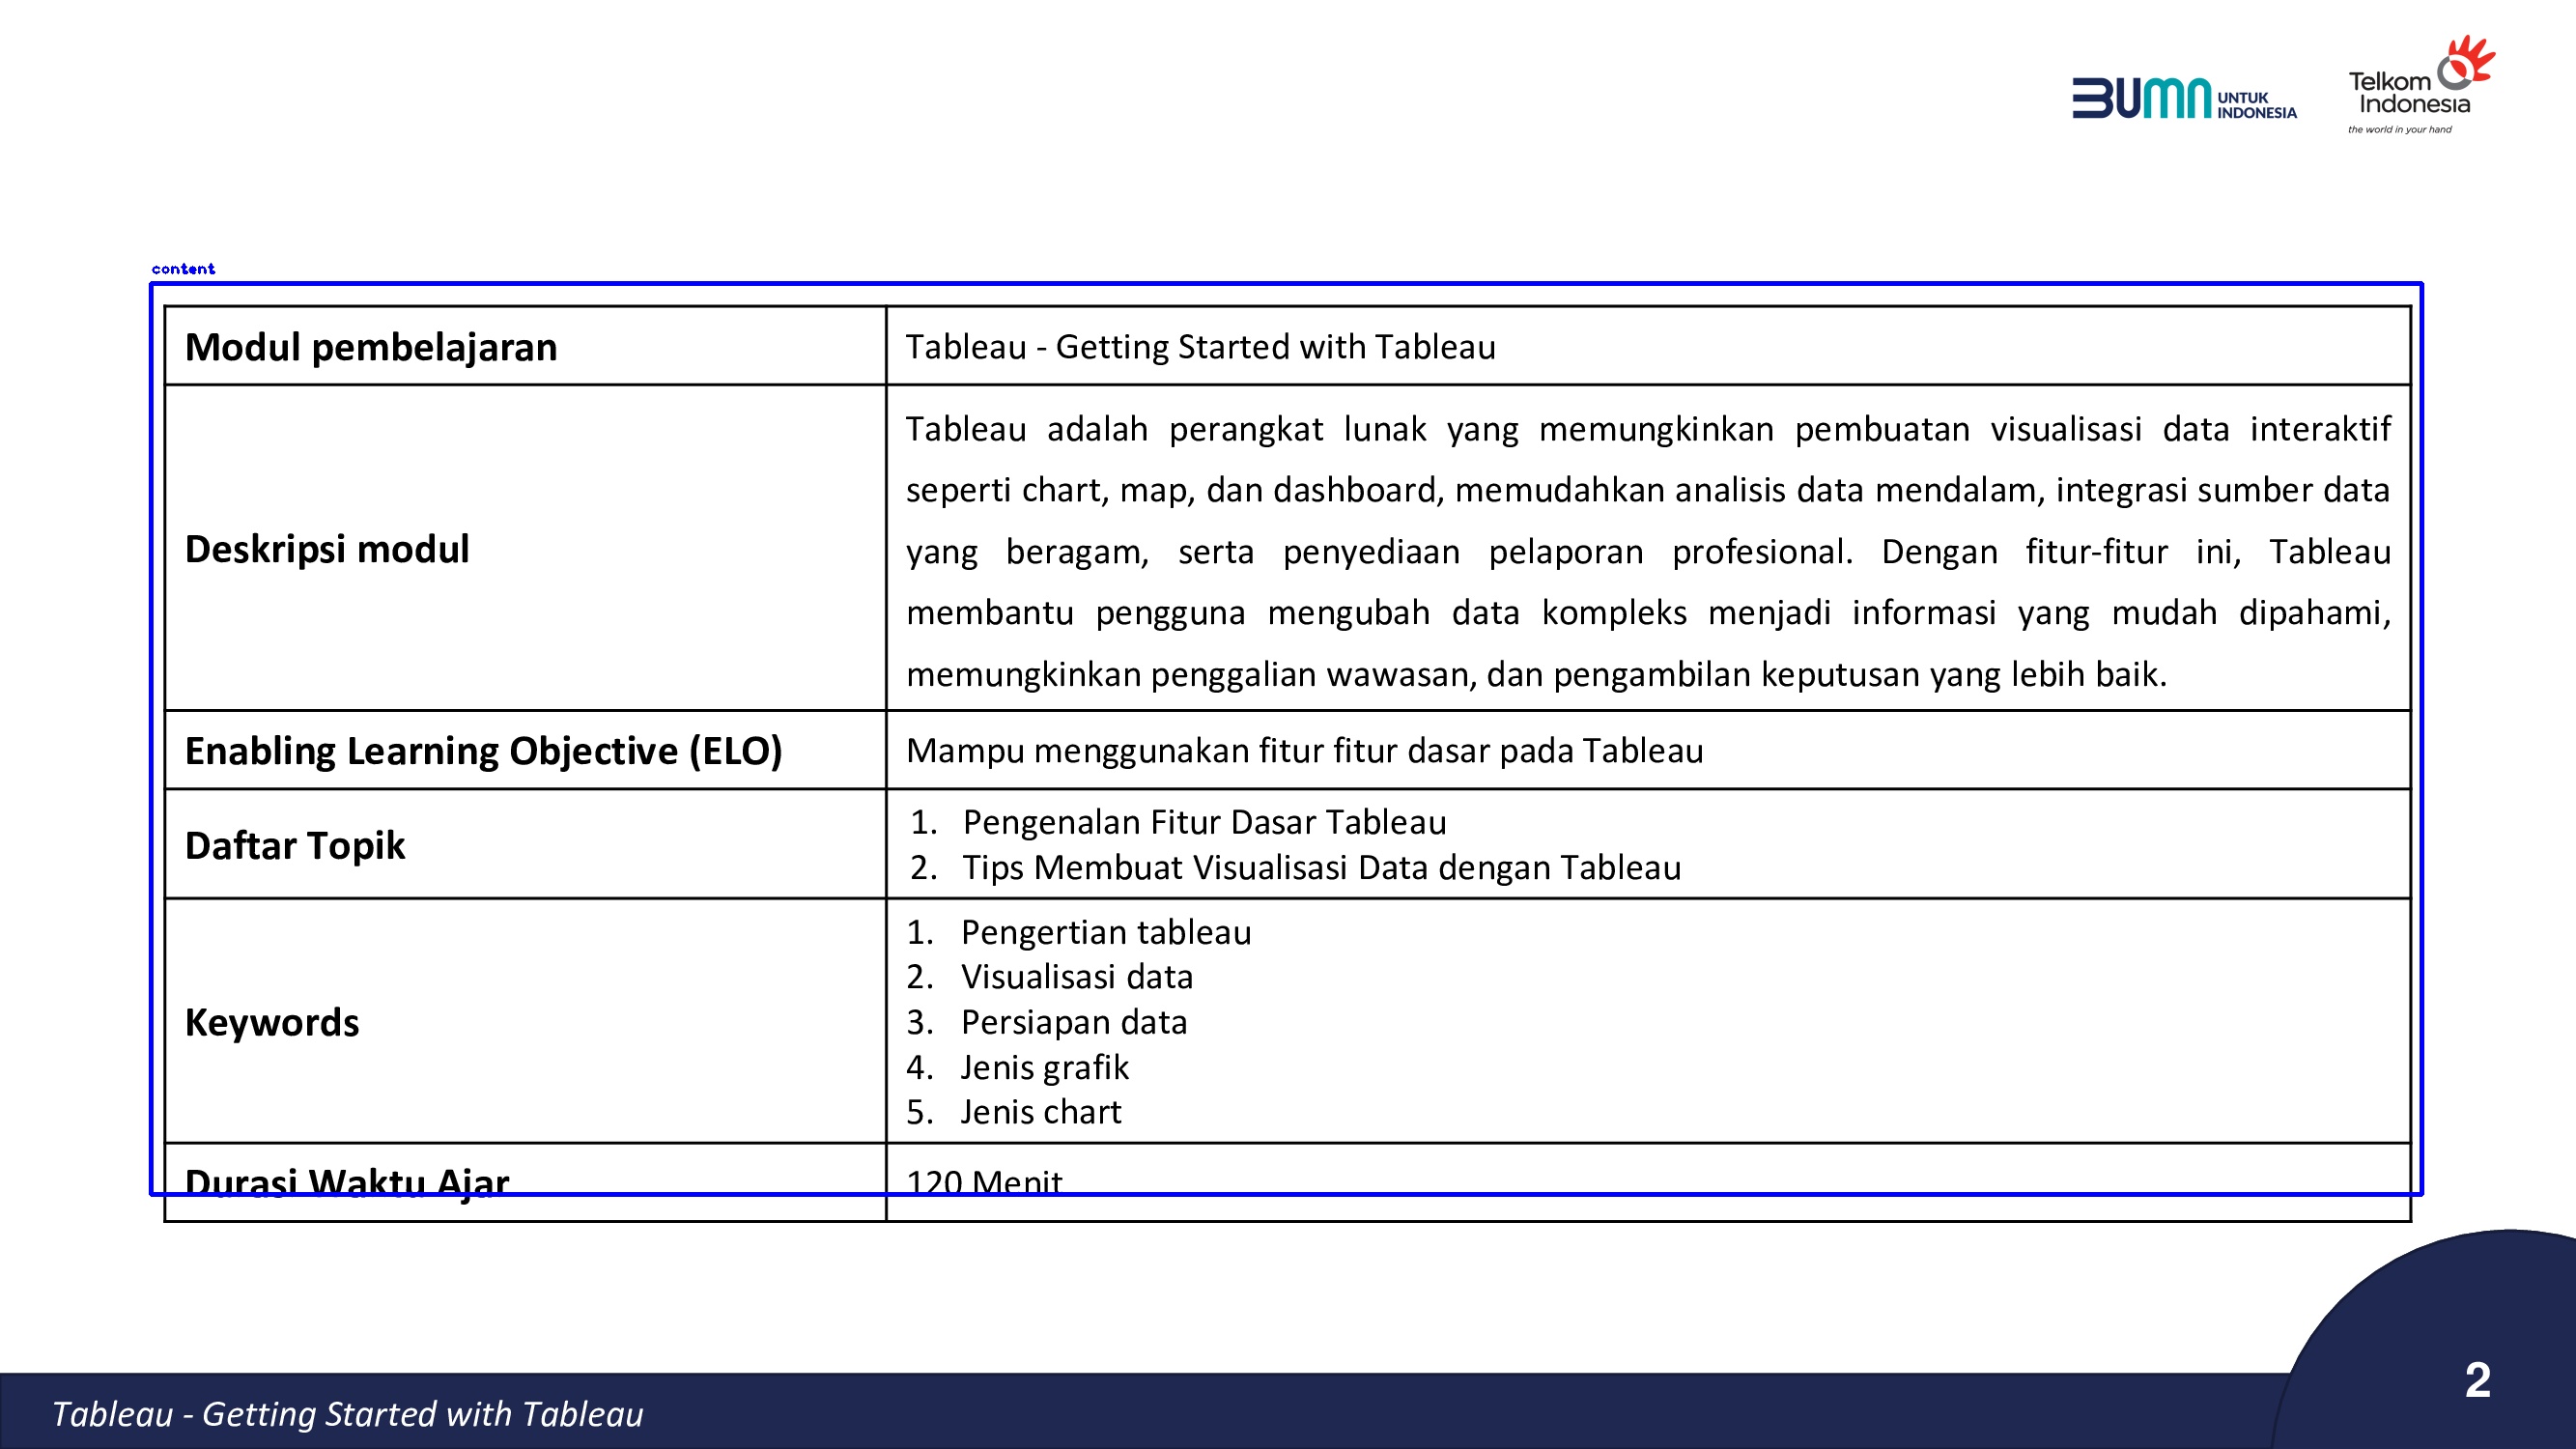 BUMN UNTUK INDONESIA
Telkom Indonesia
the world in your hand
content
Modul pembelajaran
Tableau - Getting Started with Tableau
Deskripsi modul
Tableau adalah perangkat lunak yang memungkinkan pembuatan visualisasi data interaktif
seperti chart, map, dan dashboard, memudahkan analisis data mendalam, integrasi sumber data
yang beragam, serta penyediaan pelaporan profesional. Dengan fitur-fitur ini, Tableau
membantu pengguna mengubah data kompleks menjadi informasi yang mudah dipahami,
memungkinkan penggalian wawasan, dan pengambilan keputusan yang lebih baik.
Enabling Learning Objective (ELO)
Mampu menggunakan fitur fitur dasar pada Tableau
Daftar Topik
1. Pengenalan Fitur Dasar Tableau
2. Tips Membuat Visualisasi Data dengan Tableau
Keywords
1. Pengertian tableau
2. Visualisasi data
3. Persiapan data
4. Jenis grafik
5. Jenis chart
Durasi Waktu Ajar
120 Menit
Tableau - Getting Started with Tableau
2